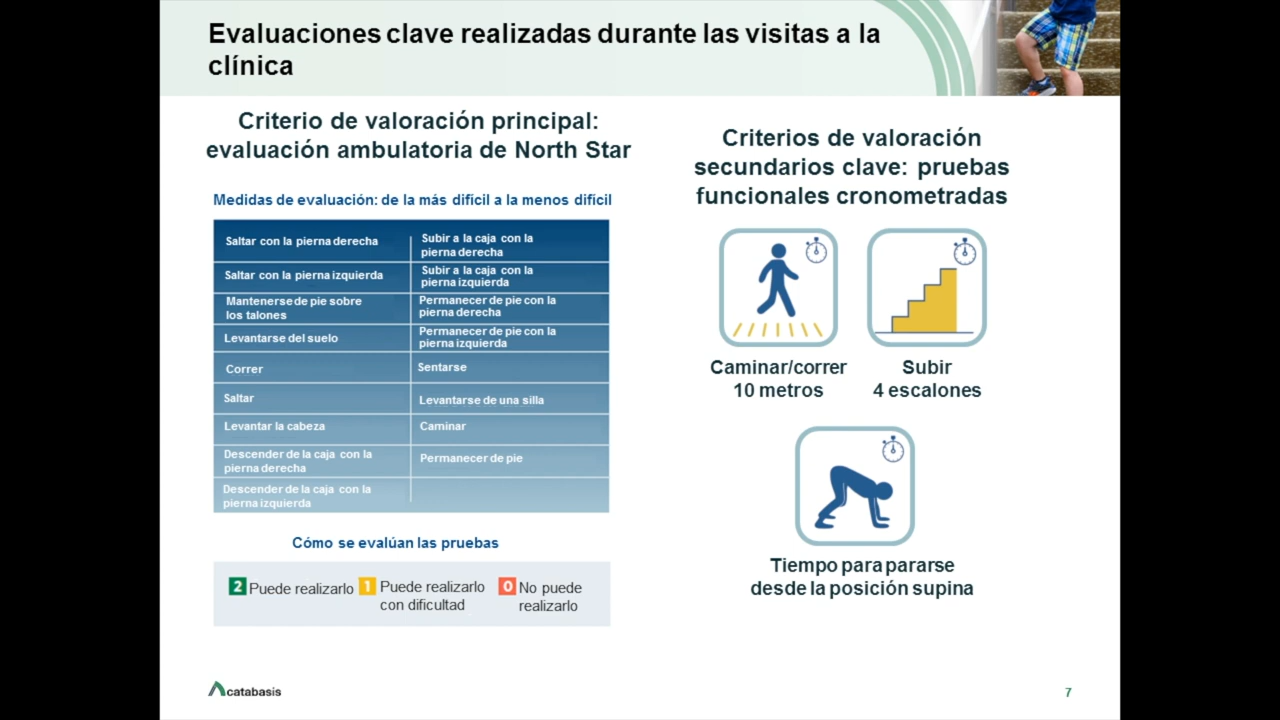 Evaluaciones clave realizadas durante las visitas a la
clínica
Criterio de valoración principal:
evaluación ambulatoria de North Star
Medidas de evaluación: de la más difícil a la menos difícil
Saltar con la pierna derecha
Subir a la caja con la
pierna derecha
Saltar con la pierna izquierda
Subir a la caja con la
pierna izquierda
Mantenerse de pie sobre
los talones
Permanecer de pie con la
pierna derecha
Levantarse del suelo
Permanecer de pie con la
pierna izquierda
Correr
Sentarse
Saltar
Levantarse de una silla
Levantar la cabeza
Caminar
Descender de la caja con la
pierna derecha
Permanecer de pie
Descender de la caja con la
pierna izquierda
Cómo se evalúan las pruebas
2 Puede realizarlo
1 Puede realizarlo
con dificultad
0 No puede
realizarlo
Criterios de valoración
secundarios clave: pruebas
funcionales cronometradas
Caminar/correr
10 metros
Subir
4 escalones
Tiempo para pararse
desde la posición supina
catabasis
7